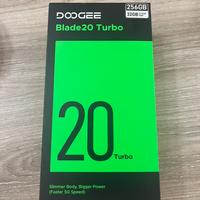 DOOGEE
Blade20 Turbo
256GB
32GB
20
Turbo
Slimmer Body, Bigger Power
(Faster 5G Speed)